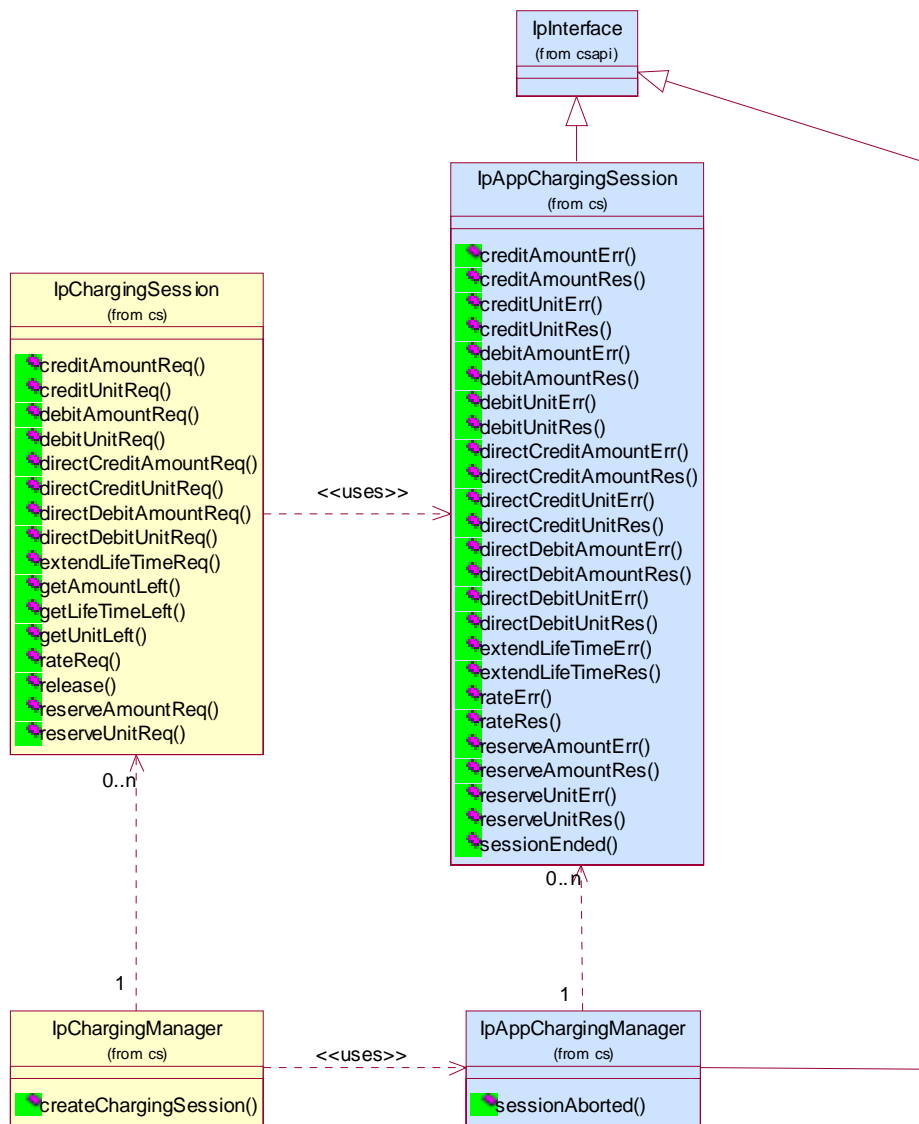 IpInterface
(from csapi)
IpAppChargingSession
(from cs)
creditAmountErr()
creditAmountRes()
creditUnitErr()
creditUnitRes()
debitAmountErr()
debitAmountRes()
debitUnitErr()
debitUnitRes()
directCreditAmountErr()
directCreditAmountRes()
directCreditUnitErr()
directCreditUnitRes()
directDebitAmountErr()
directDebitAmountRes()
directDebitUnitErr()
directDebitUnitRes()
extendLifeTimeErr()
extendLifeTimeRes()
rateErr()
rateRes()
reserveAmountErr()
reserveAmountRes()
reserveUnitErr()
reserveUnitRes()
sessionEnded()
IpChargingSession
(from cs)
creditAmountReq()
creditUnitReq()
debitAmountReq()
debitUnitReq()
directCreditAmountReq()
directCreditUnitReq()
directDebitAmountReq()
directDebitUnitReq()
extendLifeTimeReq()
getAmountLeft()
getLifeTimeLeft()
getUnitLeft()
rateReq()
release()
reserveAmountReq()
reserveUnitReq()
<<uses>>
0..n
0..n
1
1
IpChargingManager
(from cs)
createChargingSession()
<<uses>>
IpAppChargingManager
(from cs)
sessionAborted()